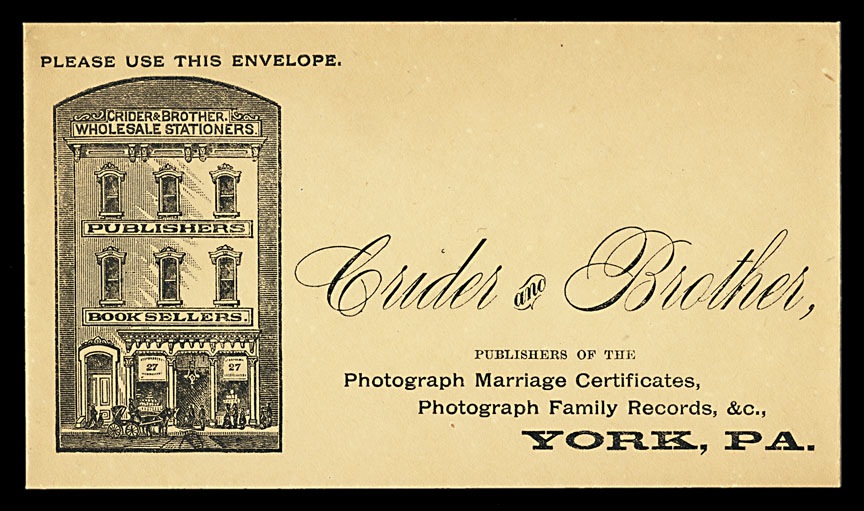 PLEASE USE THIS ENVELOPE.
CRIDER & BROTHER.
WHOLESALE STATIONERS.
PUBLISHERS
BOOK SELLERS.
27
27
Crider and Brother,
PUBLISHERS OF THE
Photograph Marriage Certificates,
Photograph Family Records, &c.,
YORK, PA.